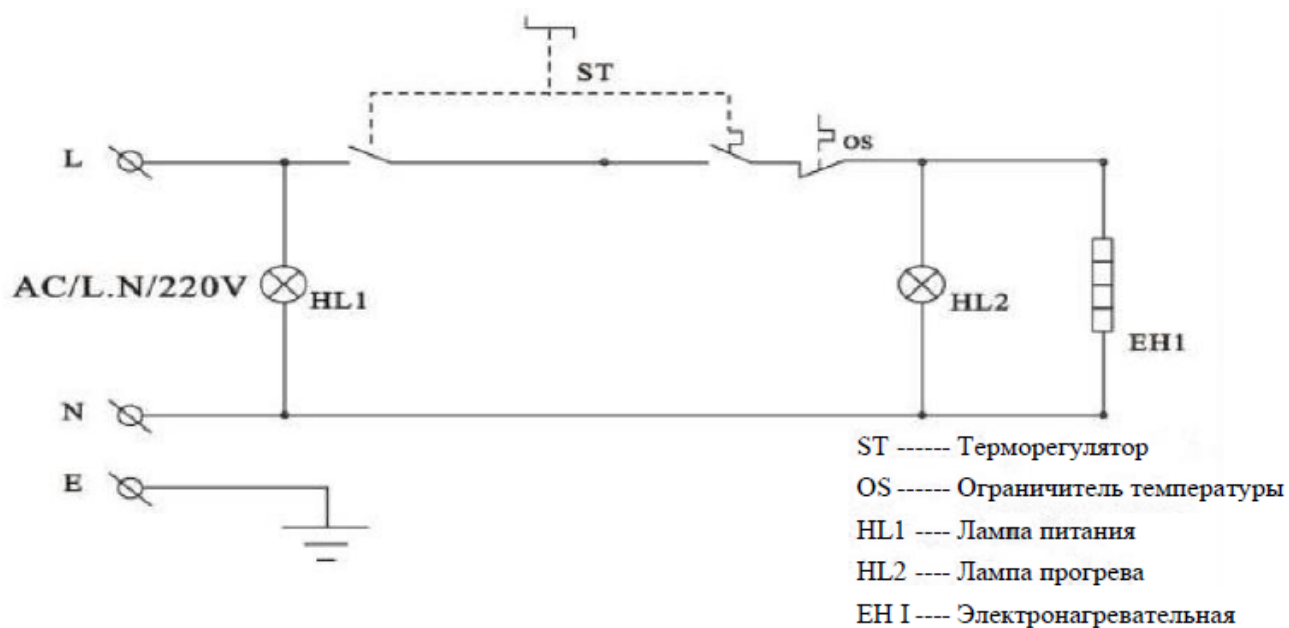 ST
L
OS
AC/L.N/220V
HL1
HL2
EH1
N
E
ST ------ Терморегулятор
OS ------ Ограничитель температуры
HL1 ---- Лампа питания
HL2 ---- Лампа прогрева
EH I ---- Электронагревательная